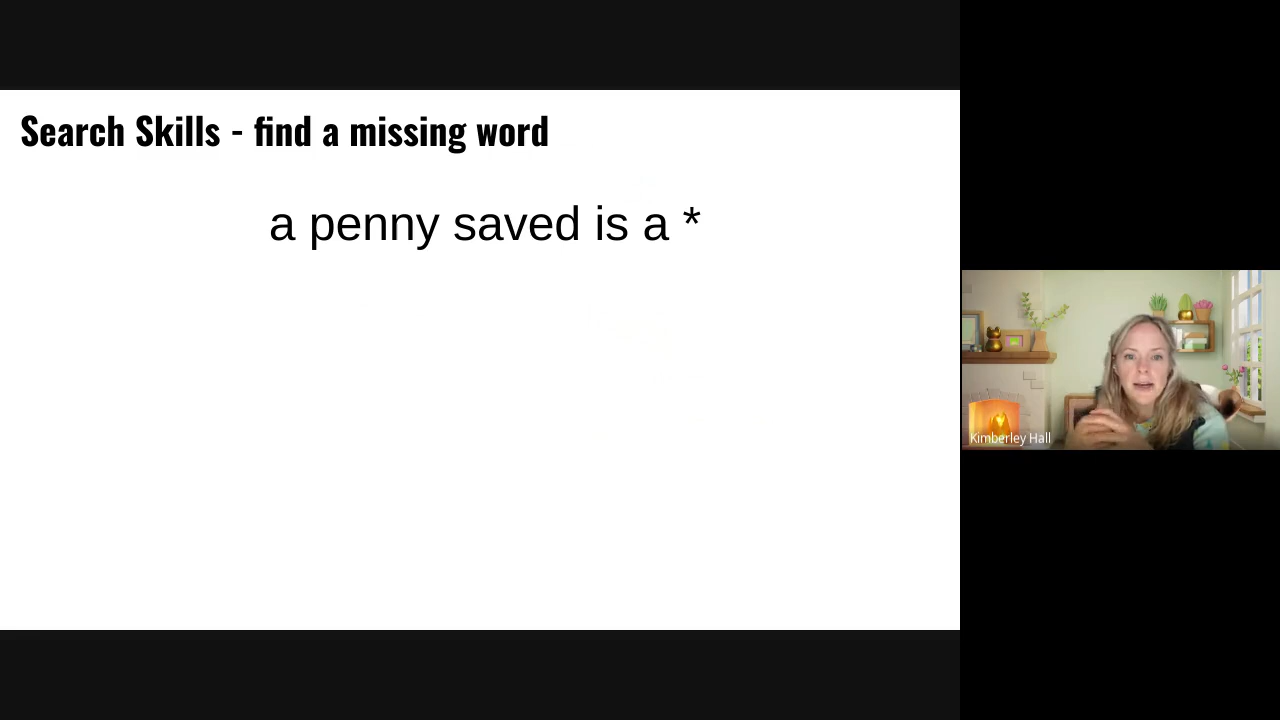 Search Skills - find a missing word
a penny saved is a *
Kimberley Hall